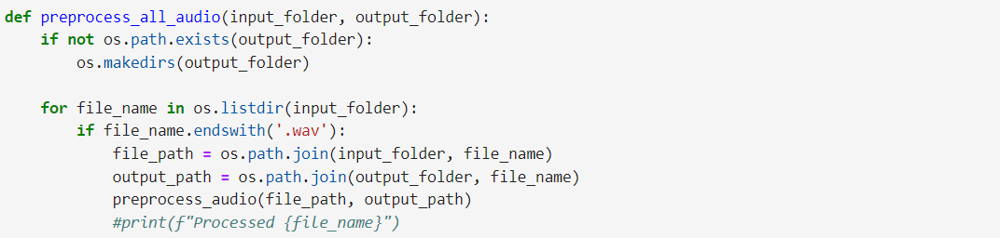 def preprocess_all_audio(input_folder, output_folder):
    if not os.path.exists(output_folder):
        os.makedirs(output_folder)

    for file_name in os.listdir(input_folder):
        if file_name.endswith('.wav'):
            file_path = os.path.join(input_folder, file_name)
            output_path = os.path.join(output_folder, file_name)
            preprocess_audio(file_path, output_path)
            #print(f"Processed {file_name}")